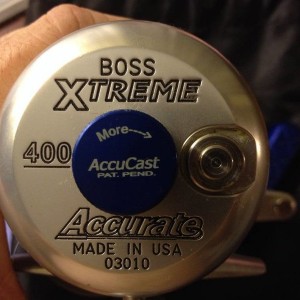 BOSS
XTREME
More
400
AccuCast
PAT. PEND.
Accurate
MADE IN USA
03010